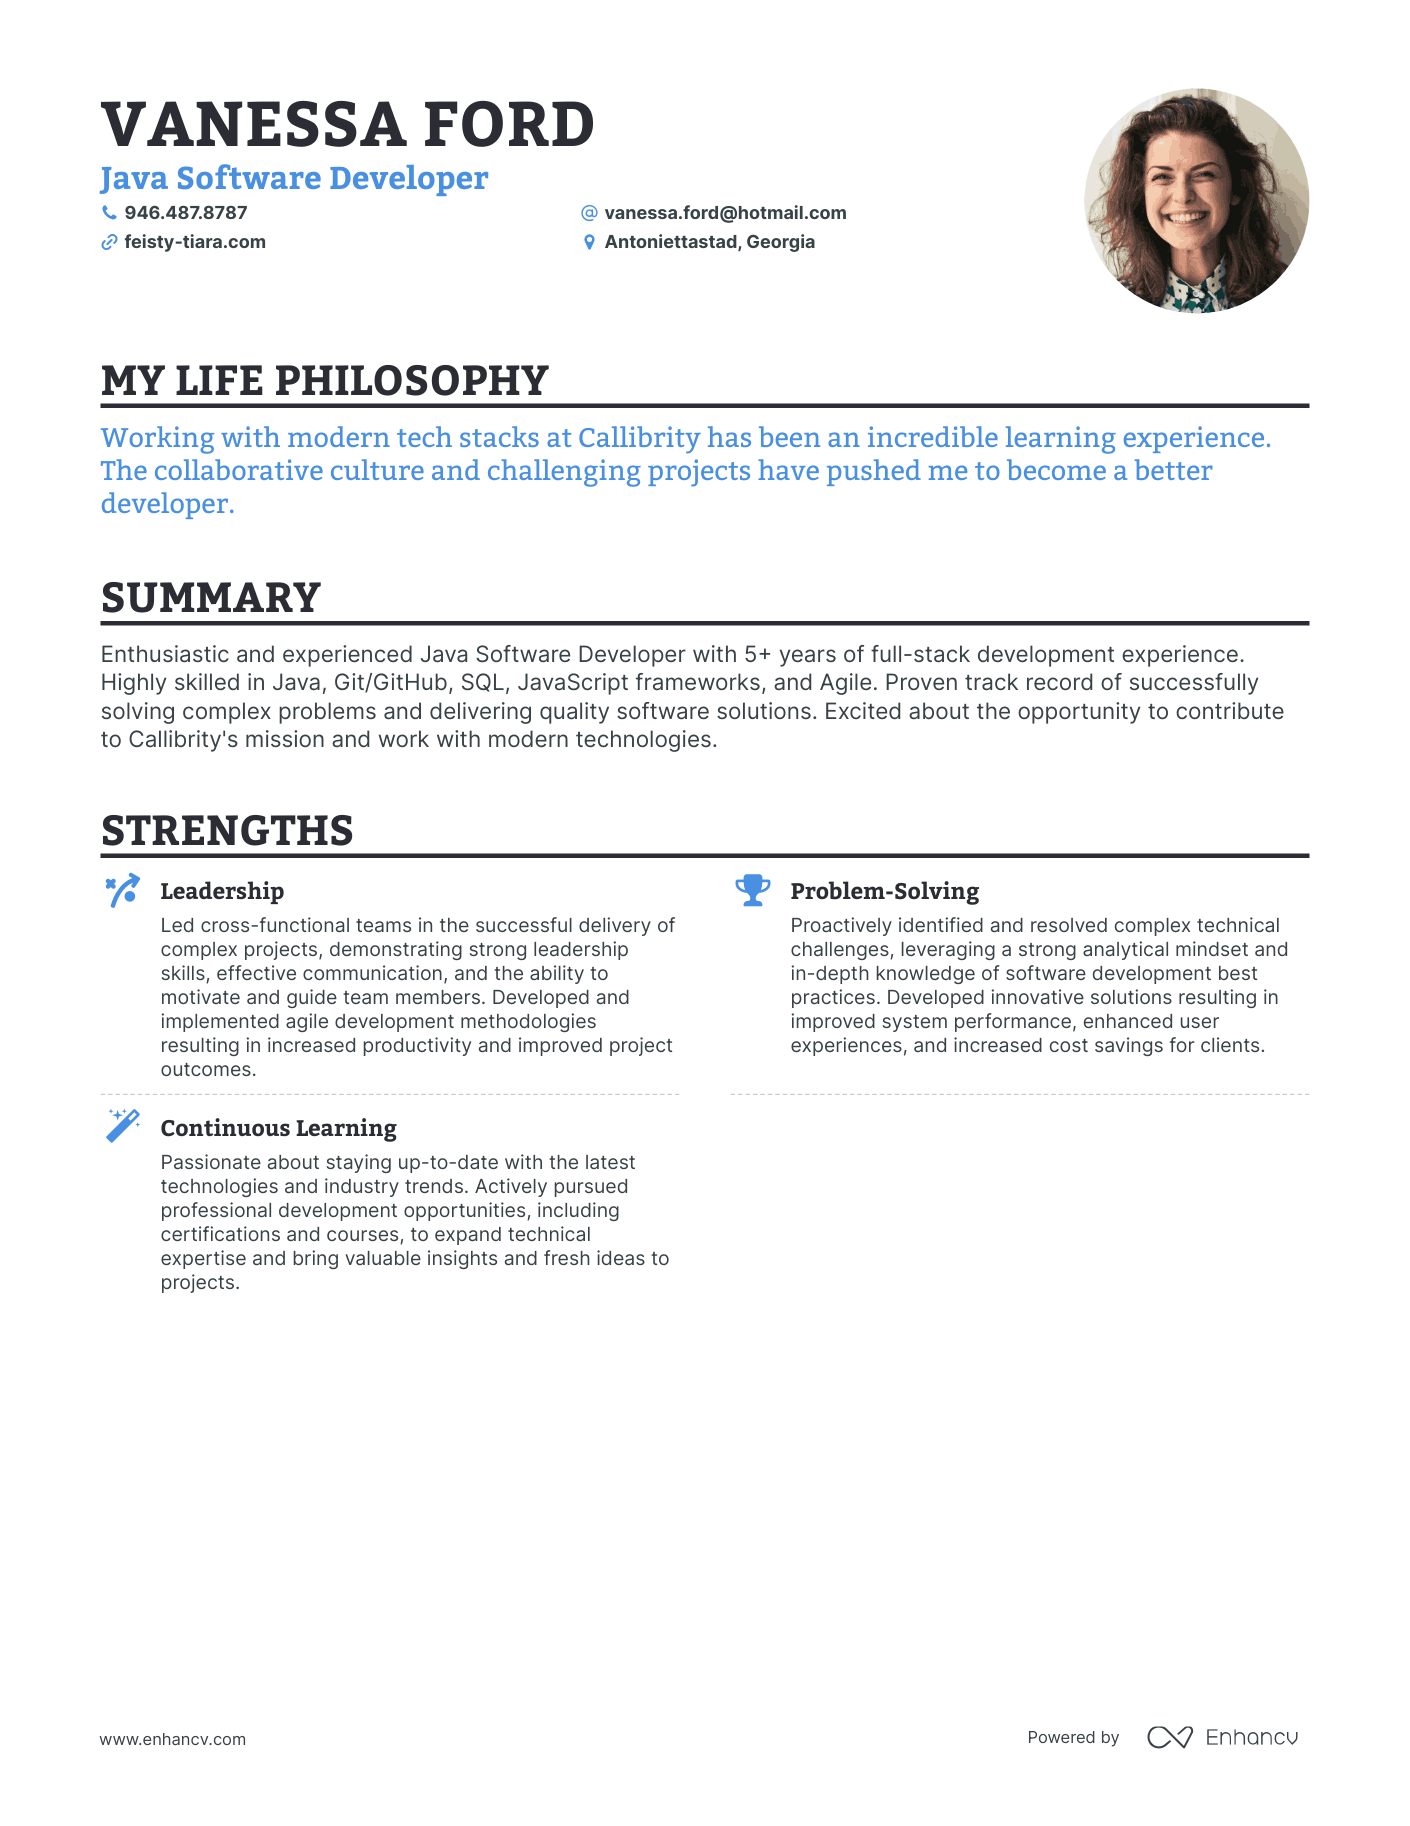 VANESSA FORD
Java Software Developer
946.487.8787
vanessa.ford@hotmail.com
feisty-tiara.com
Antoniettastad, Georgia
MY LIFE PHILOSOPHY
Working with modern tech stacks at Callibrity has been an incredible learning experience.
The collaborative culture and challenging projects have pushed me to become a better
developer.
SUMMARY
Enthusiastic and experienced Java Software Developer with 5+ years of full-stack development experience.
Highly skilled in Java, Git/GitHub, SQL, JavaScript frameworks, and Agile. Proven track record of successfully
solving complex problems and delivering quality software solutions. Excited about the opportunity to contribute
to Callibrity's mission and work with modern technologies.
STRENGTHS
Leadership
Led cross-functional teams in the successful delivery of
complex projects, demonstrating strong leadership
skills, effective communication, and the ability to
motivate and guide team members. Developed and
implemented agile development methodologies
resulting in increased productivity and improved project
outcomes.
Problem-Solving
Proactively identified and resolved complex technical
challenges, leveraging a strong analytical mindset and
in-depth knowledge of software development best
practices. Developed innovative solutions resulting in
improved system performance, enhanced user
experiences, and increased cost savings for clients.
Continuous Learning
Passionate about staying up-to-date with the latest
technologies and industry trends. Actively pursued
professional development opportunities, including
certifications and courses, to expand technical
expertise and bring valuable insights and fresh ideas to
projects.
www.enhancv.com
Powered by Enhancv